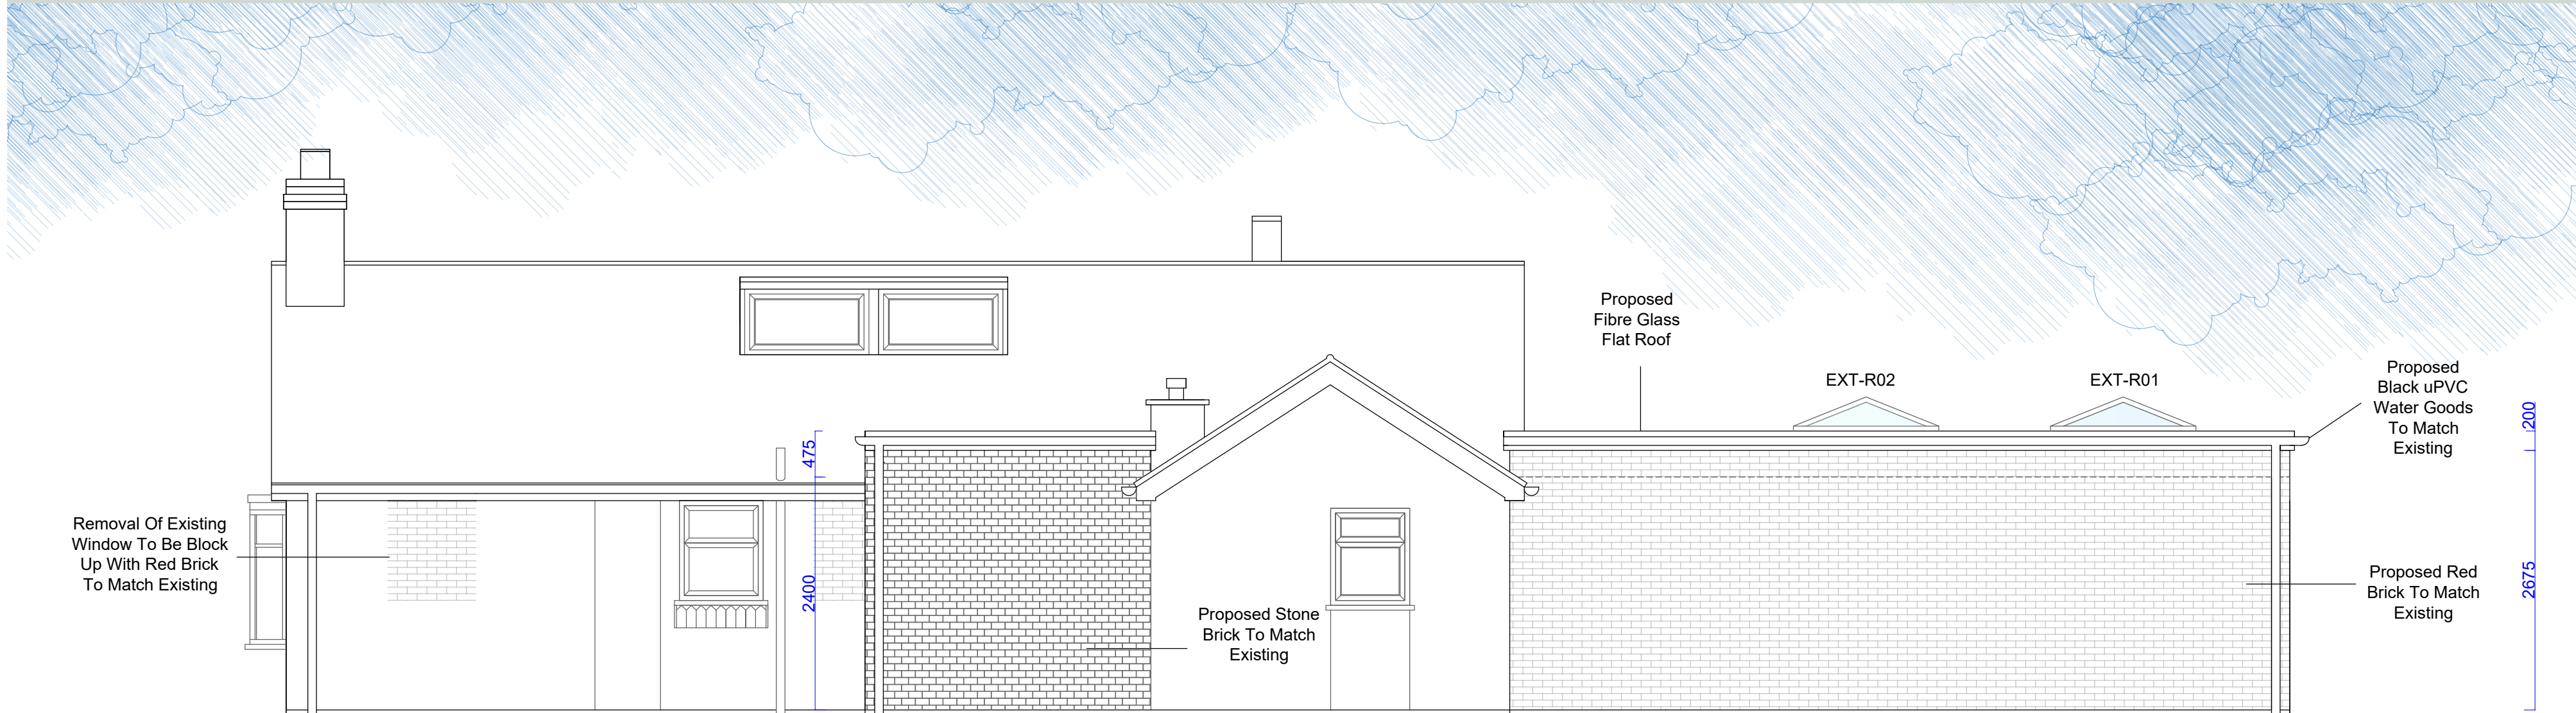 Proposed
Fibre Glass
Flat Roof
EXT-R02
EXT-R01
Proposed
Black uPVC
Water Goods
To Match
Existing
200
475
Removal Of Existing
Window To Be Block
Up With Red Brick
To Match Existing
2400
Proposed Stone
Brick To Match
Existing
Proposed Red
Brick To Match
Existing
2675